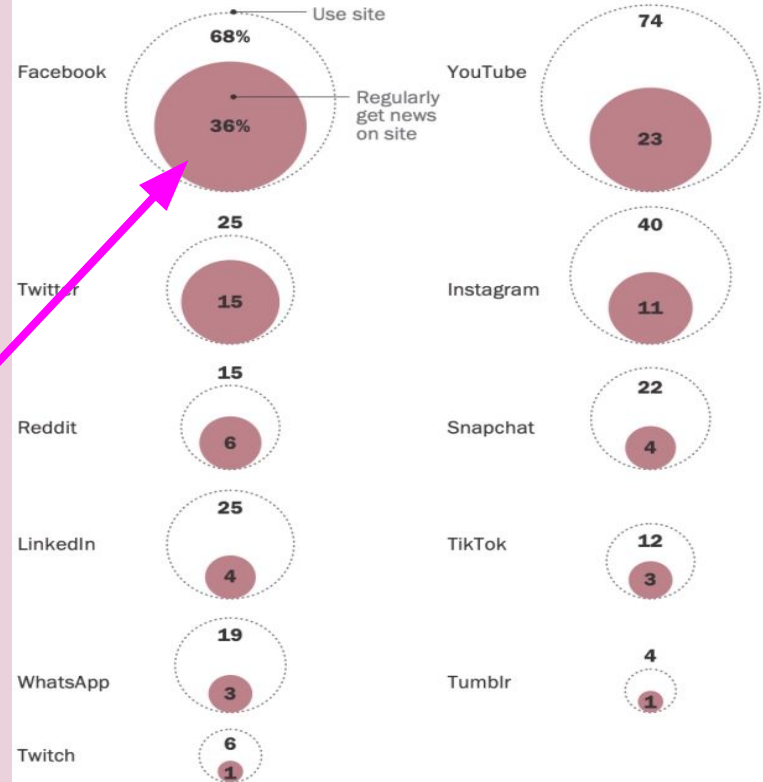 Use site
68%
Facebook
Regularly
get news
on site
36%
74
YouTube
23
25
Twitter
15
40
Instagram
11
15
Reddit
6
22
Snapchat
4
25
LinkedIn
4
12
TikTok
3
19
WhatsApp
3
4
Tumblr
1
6
Twitch
1